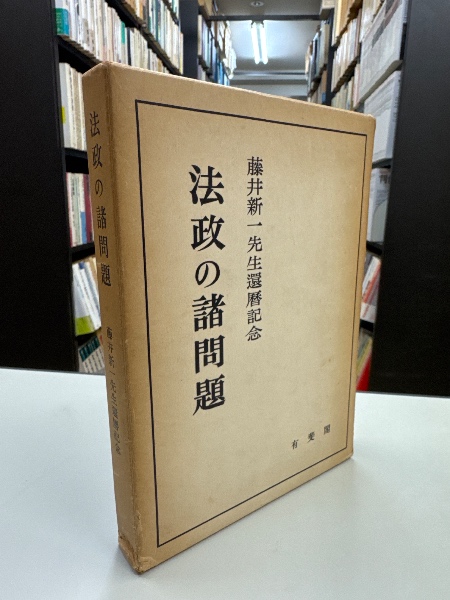 藤井新一先生還暦記念
法政の諸問題
有斐閣
法政の諸問題
藤井新一先生還暦記念